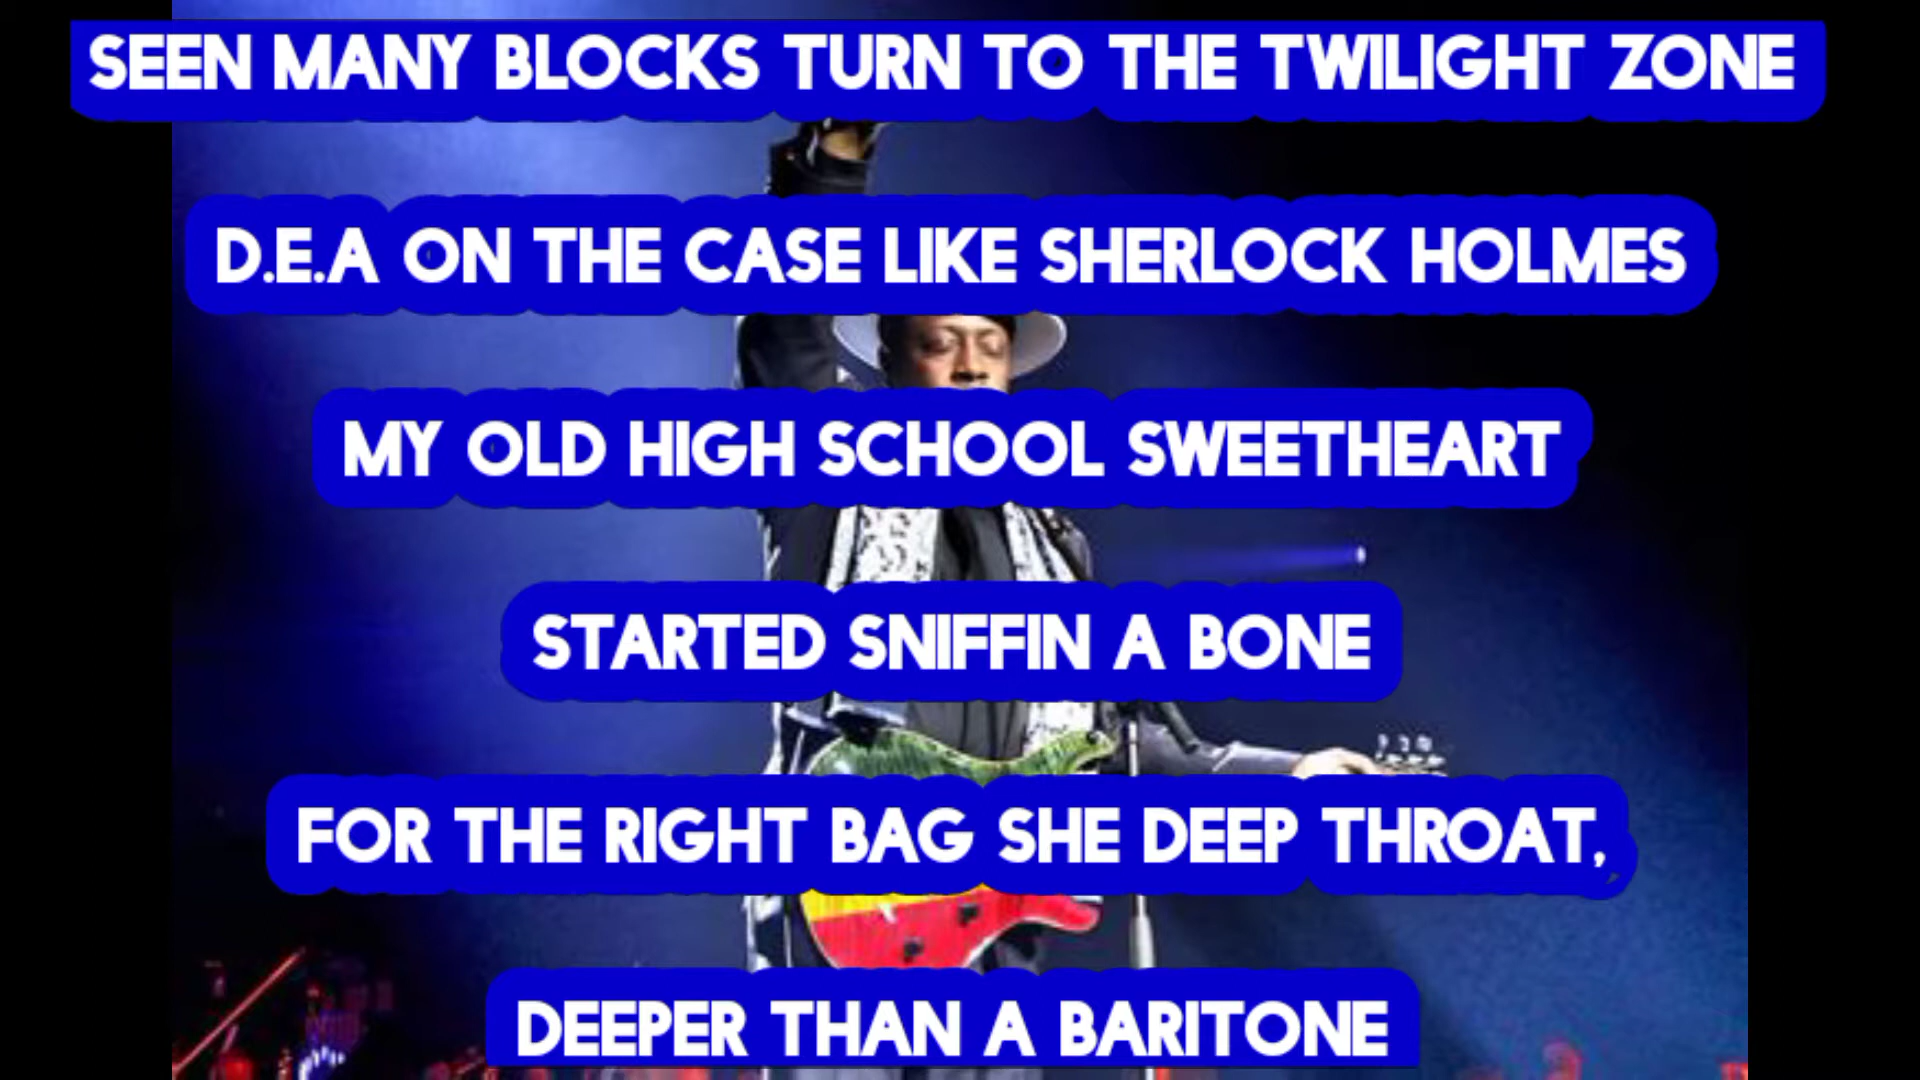 SEEN MANY BLOCKS TURN TO THE TWILIGHT ZONE
D.E.A ON THE CASE LIKE SHERLOCK HOLMES
MY OLD HIGH SCHOOL SWEETHEART
STARTED SNIFFIN A BONE
FOR THE RIGHT BAG SHE DEEP THROAT,
DEEPER THAN A BARITONE